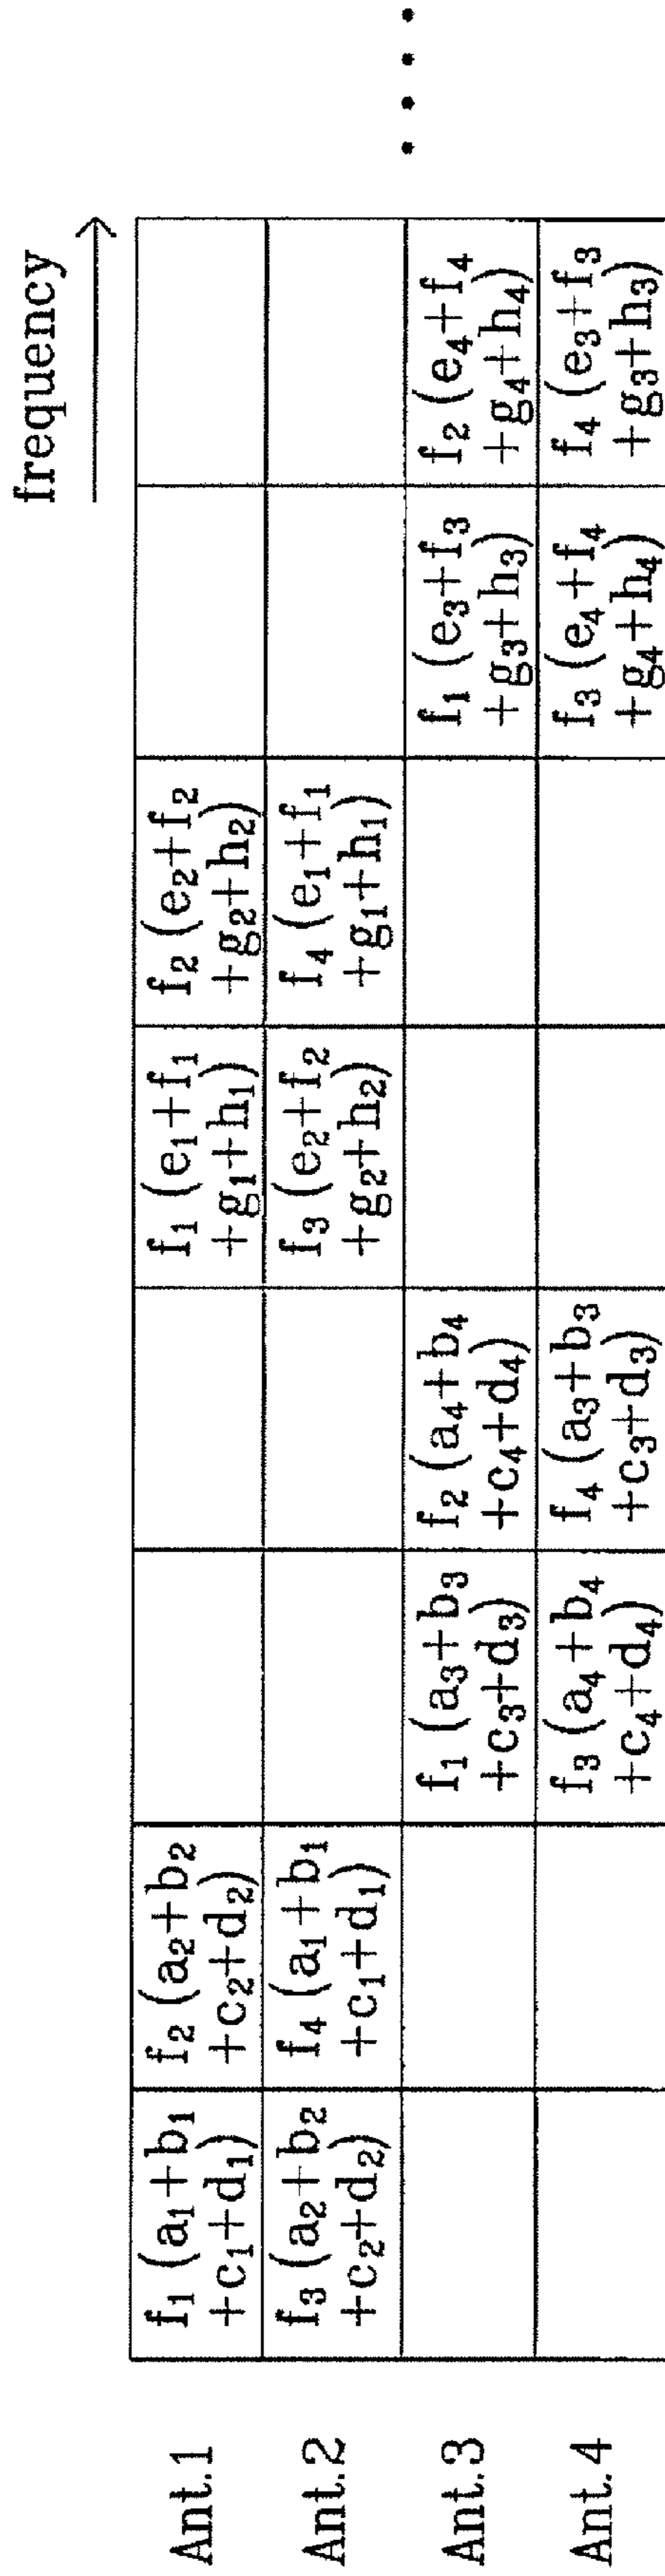 frequency
Ant.1
f₁ (a₁+b₁
+c₁+d₁)
f₂ (a₂+b₂
+c₂+d₂)
f₁ (e₁+f₁
+g₁+h₁)
f₂ (e₂+f₂
+g₂+h₂)
Ant.2
f₃ (a₂+b₂
+c₂+d₂)
f₄ (a₁+b₁
+c₁+d₁)
f₃ (e₂+f₂
+g₂+h₂)
f₄ (e₁+f₁
+g₁+h₁)
Ant.3
f₁ (a₃+b₃
+c₃+d₃)
f₂ (a₄+b₄
+c₄+d₄)
f₁ (e₃+f₃
+g₃+h₃)
f₂ (e₄+f₄
+g₄+h₄)
Ant.4
f₃ (a₄+b₄
+c₄+d₄)
f₄ (a₃+b₃
+c₃+d₃)
f₃ (e₄+f₄
+g₄+h₄)
f₄ (e₃+f₃
+g₃+h₃)